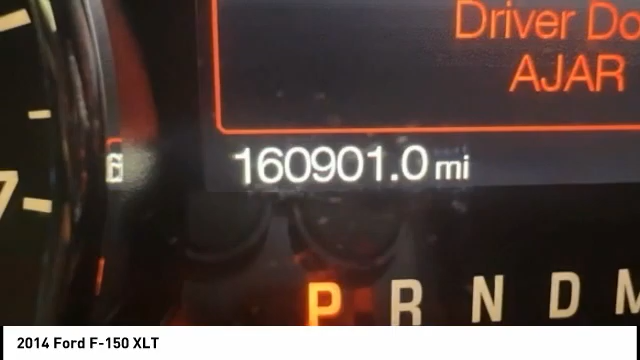 Driver Do
AJAR
160901.0 mi
P R N D M
2014 Ford F-150 XLT